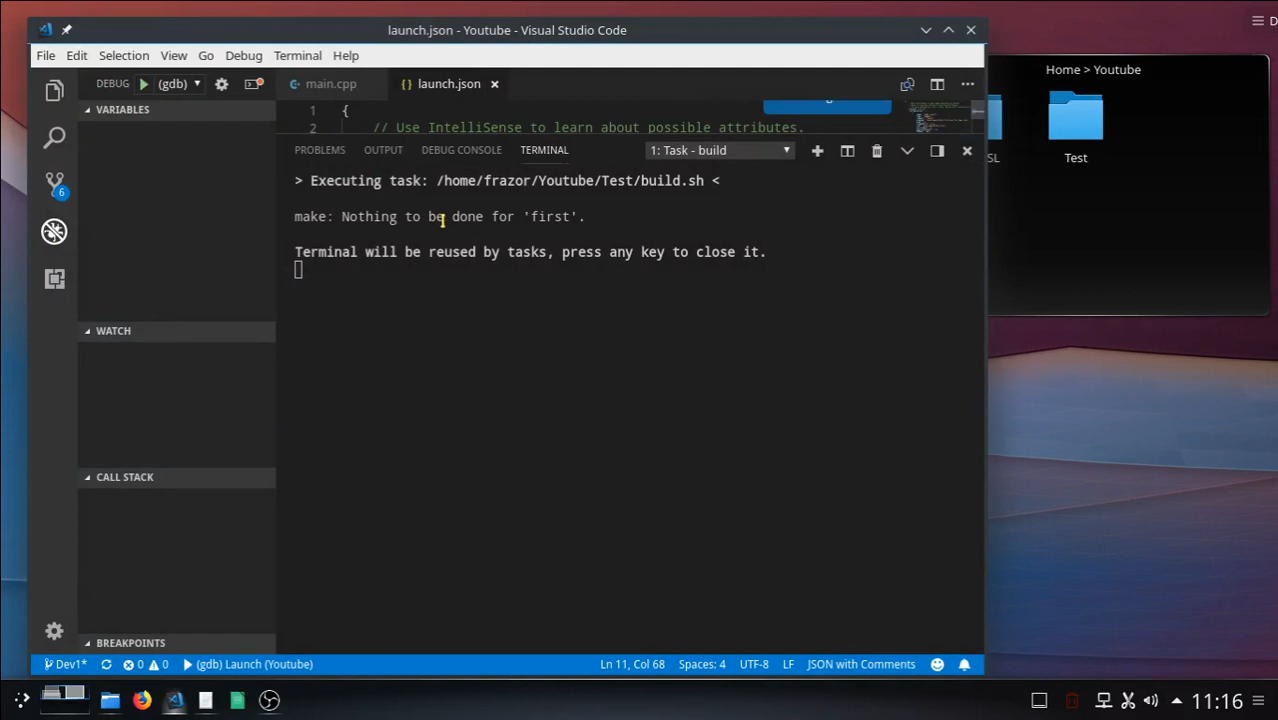 launch.json - Youtube - Visual Studio Code
File Edit Selection View Go Debug Terminal Help
DEBUG (gdb) main.cpp {} launch.json
VARIABLES
1 {
2 // Use IntelliSense to learn about possible attributes.
PROBLEMS OUTPUT DEBUG CONSOLE TERMINAL 1: Task - build
> Executing task: /home/frazor/Youtube/Test/build.sh <
make: Nothing to be done for 'first'.
Terminal will be reused by tasks, press any key to close it.
6
WATCH
CALL STACK
BREAKPOINTS
Dev1* 0 0 (gdb) Launch (Youtube) Ln 11, Col 68 Spaces: 4 UTF-8 LF JSON with Comments
D
Home > Youtube
SL Test
11:16